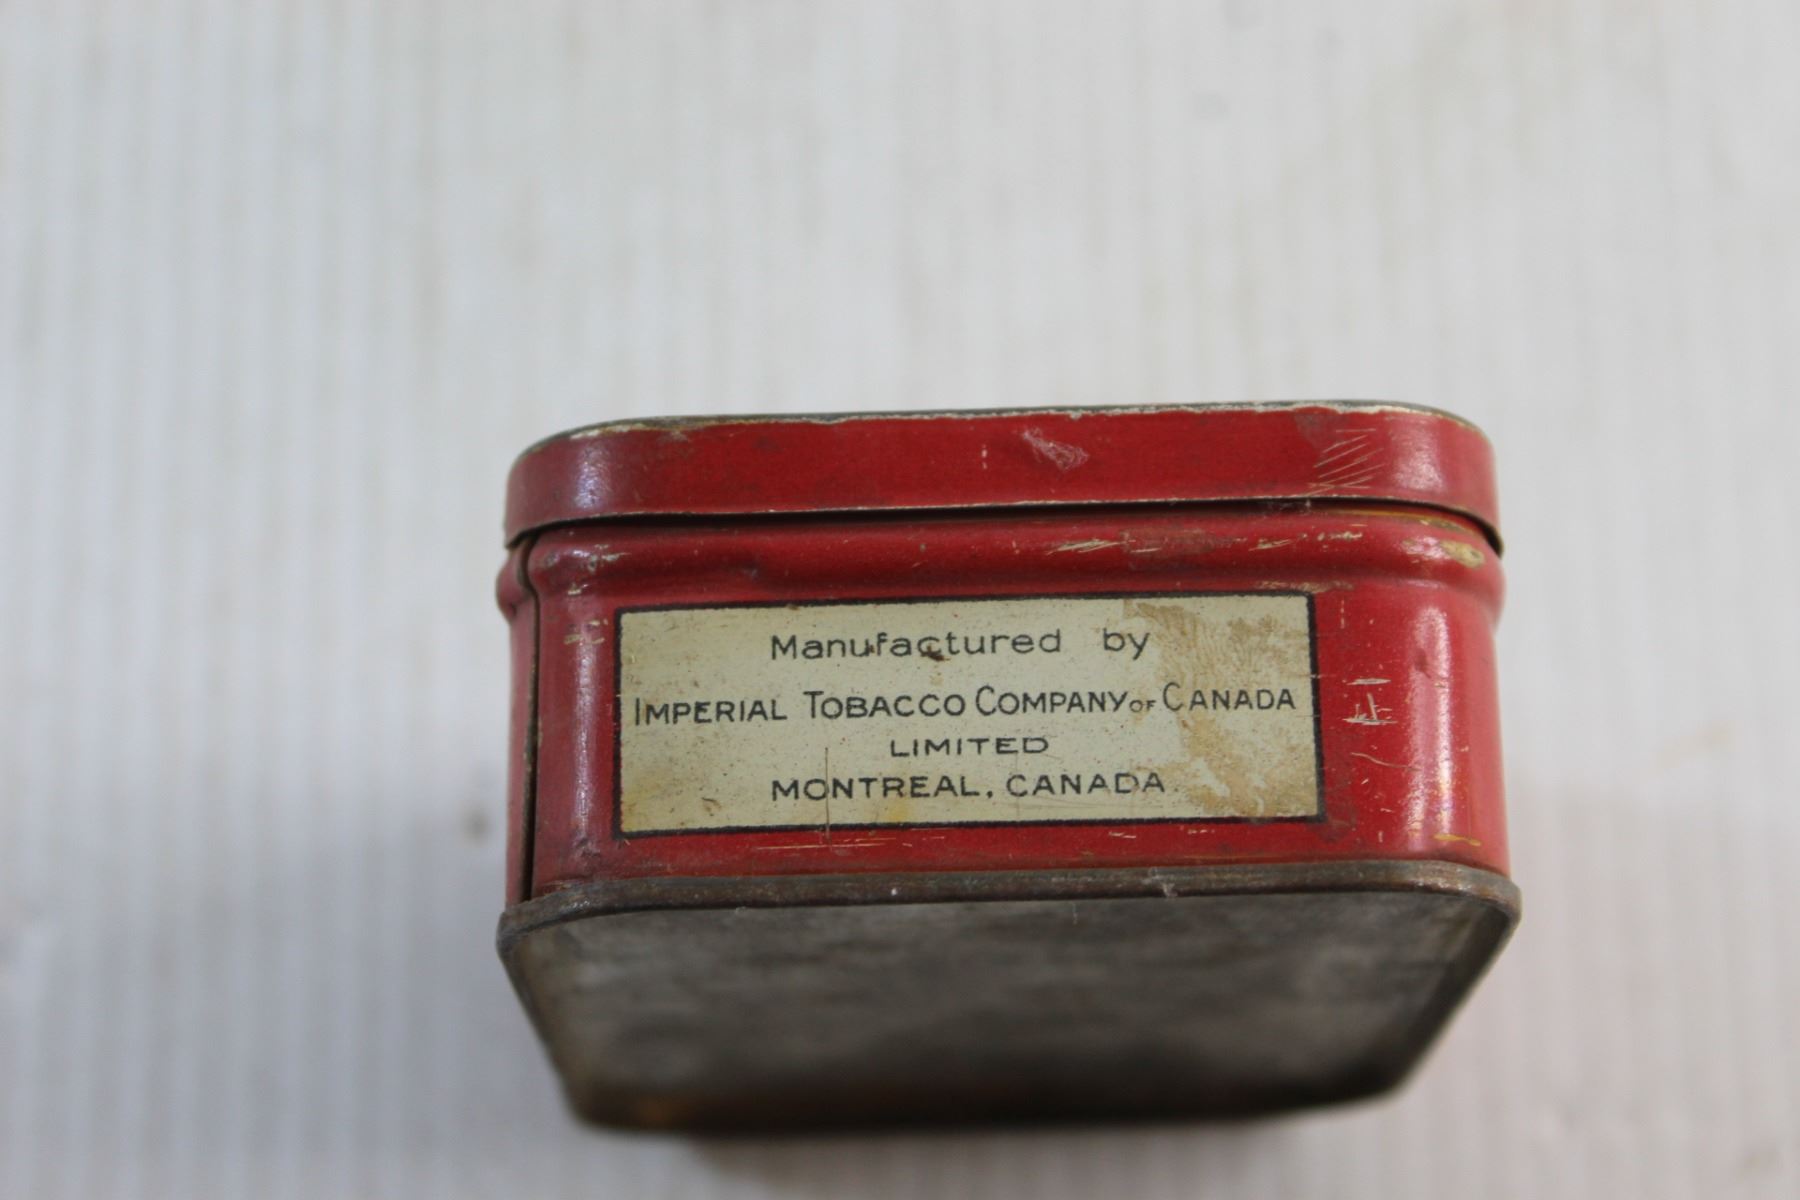 Manufactured by
IMPERIAL TOBACCO COMPANY OF CANADA
LIMITED
MONTREAL, CANADA